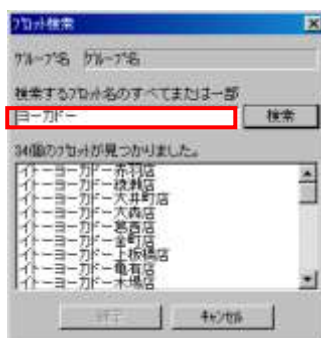 ﾌﾟﾛｯﾄ検索
ｸﾞﾙｰﾌﾟ名 ｸﾞﾙｰﾌﾟ名
検索するﾌﾟﾛｯﾄ名のすべてまたは一部
ヨーカドー
検索
34個のﾌﾟﾛｯﾄが見つかりました。
イトーヨーカドー赤羽店
イトーヨーカドー綾瀬店
イトーヨーカドー大井町店
イトーヨーカドー大森店
イトーヨーカドー葛西店
イトーヨーカドー金町店
イトーヨーカドー上板橋店
イトーヨーカドー亀有店
イトーヨーカドー木場店
ｷｬﾝｾﾙ